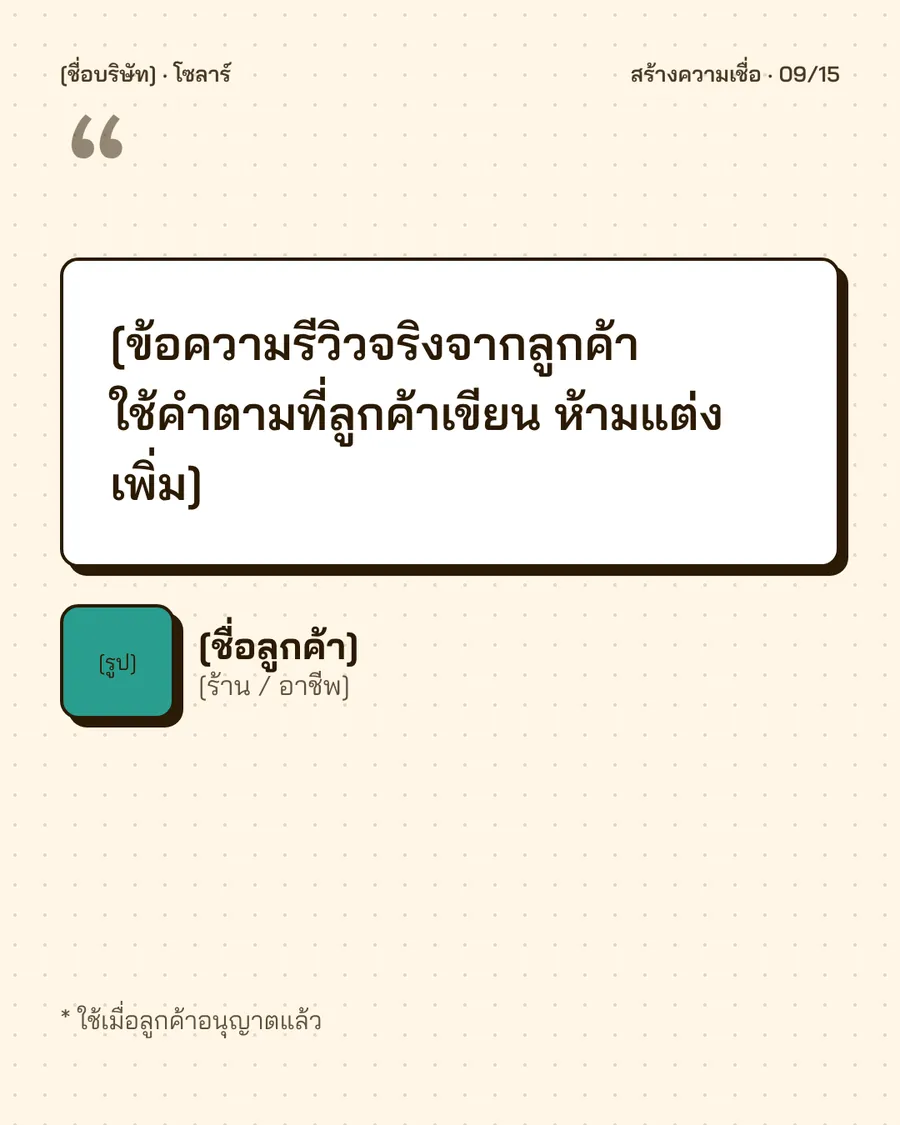 [ชื่อบริษัท] · โซลาร์
สร้างความเชื่อ · 09/15
“
[ข้อความรีวิวจริงจากลูกค้า
ใช้คำตามที่ลูกค้าเขียน ห้ามแต่ง
เพิ่ม]
[รูป]
[ชื่อลูกค้า]
[ร้าน / อาชีพ]
* ใช้เมื่อลูกค้าอนุญาตแล้ว